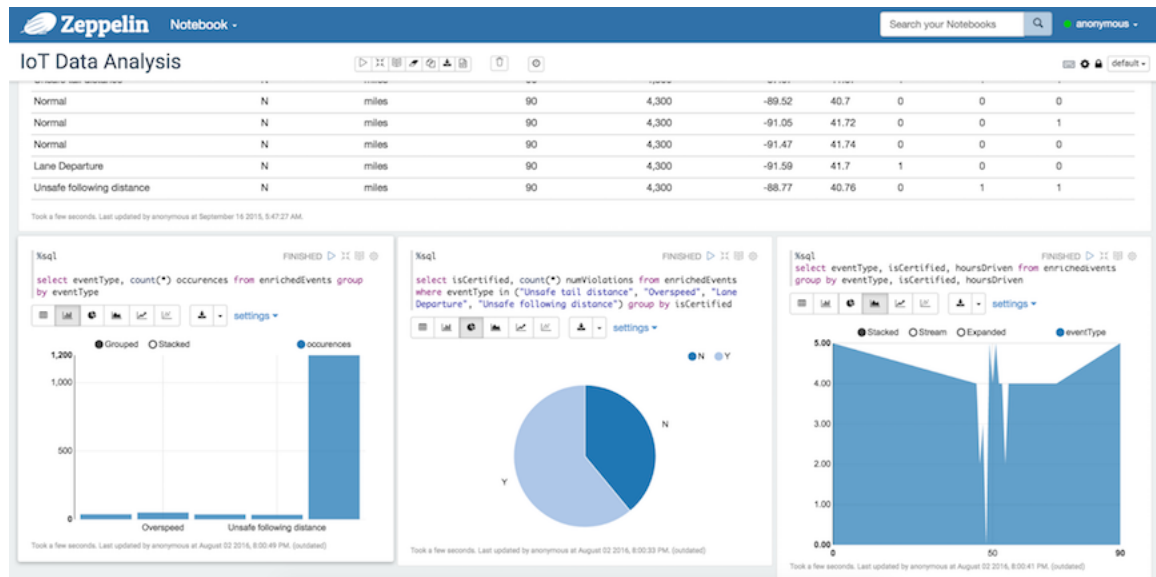 Zeppelin Notebook Search your Notebooks anonymous
IoT Data Analysis default
Normal N miles 90 4,300 -89.52 40.7 0 0 0
Normal N miles 90 4,300 -91.05 41.72 0 0 1
Normal N miles 90 4,300 -91.47 41.74 0 0 0
Lane Departure N miles 90 4,300 -91.59 41.7 1 0 0
Unsafe following distance N miles 90 4,300 -88.77 40.76 0 1 1
Took a few seconds. Last updated by anonymous at September 16 2015, 5:47:27 AM.
%sql FINISHED
select eventType, count(*) occurences from enrichedEvents group
by eventType
settings
Grouped Stacked occurences
1,200
1,000
500
0
Overspeed Unsafe following distance
Took a few seconds. Last updated by anonymous at August 02 2016, 8:00:49 PM. (outdated)
%sql FINISHED
select isCertified, count(*) numViolations from enrichedEvents
where eventType in ("Unsafe tail distance", "Overspeed", "Lane
Departure", "Unsafe following distance") group by isCertified
settings
N Y
N
Y
Took a few seconds. Last updated by anonymous at August 02 2016, 8:00:33 PM. (outdated)
%sql FINISHED
select eventType, isCertified, hoursDriven from enrichedEvents
group by eventType, isCertified, hoursDriven
settings
Stacked Stream Expanded eventType
5.00
4.00
3.00
2.00
1.00
0.00
0 50 90
Took a few seconds. Last updated by anonymous at August 02 2016, 8:00:41 PM. (outdated)